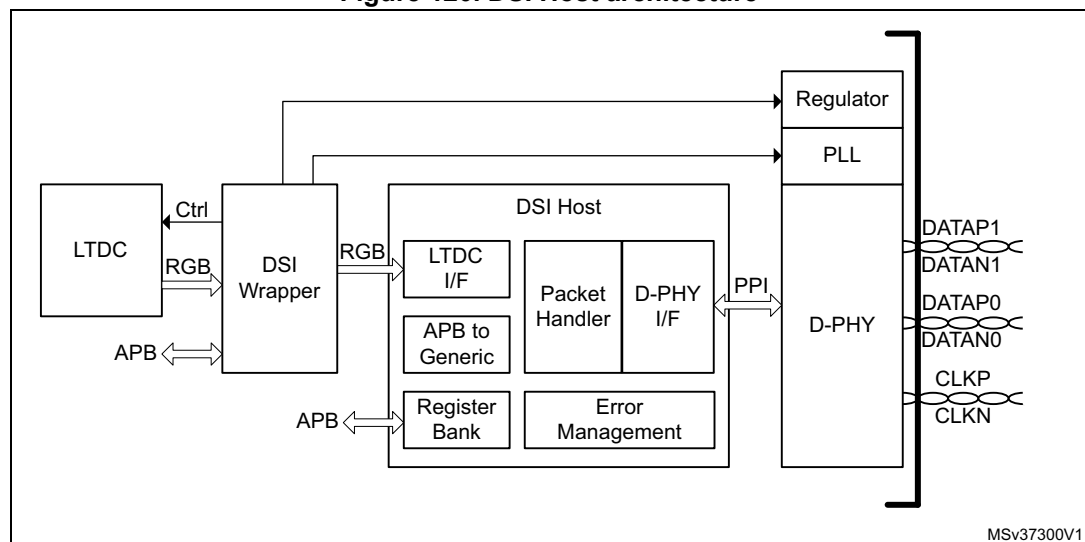 Regulator
PLL
DSI Host
Ctrl
LTDC
RGB
DSI
Wrapper
RGB
LTDC
I/F
Packet
Handler
D-PHY
I/F
PPI
D-PHY
DATAP1
DATAN1
DATAP0
DATAN0
APB
APB to
Generic
CLKP
CLKN
APB
Register
Bank
Error
Management
MSv37300V1